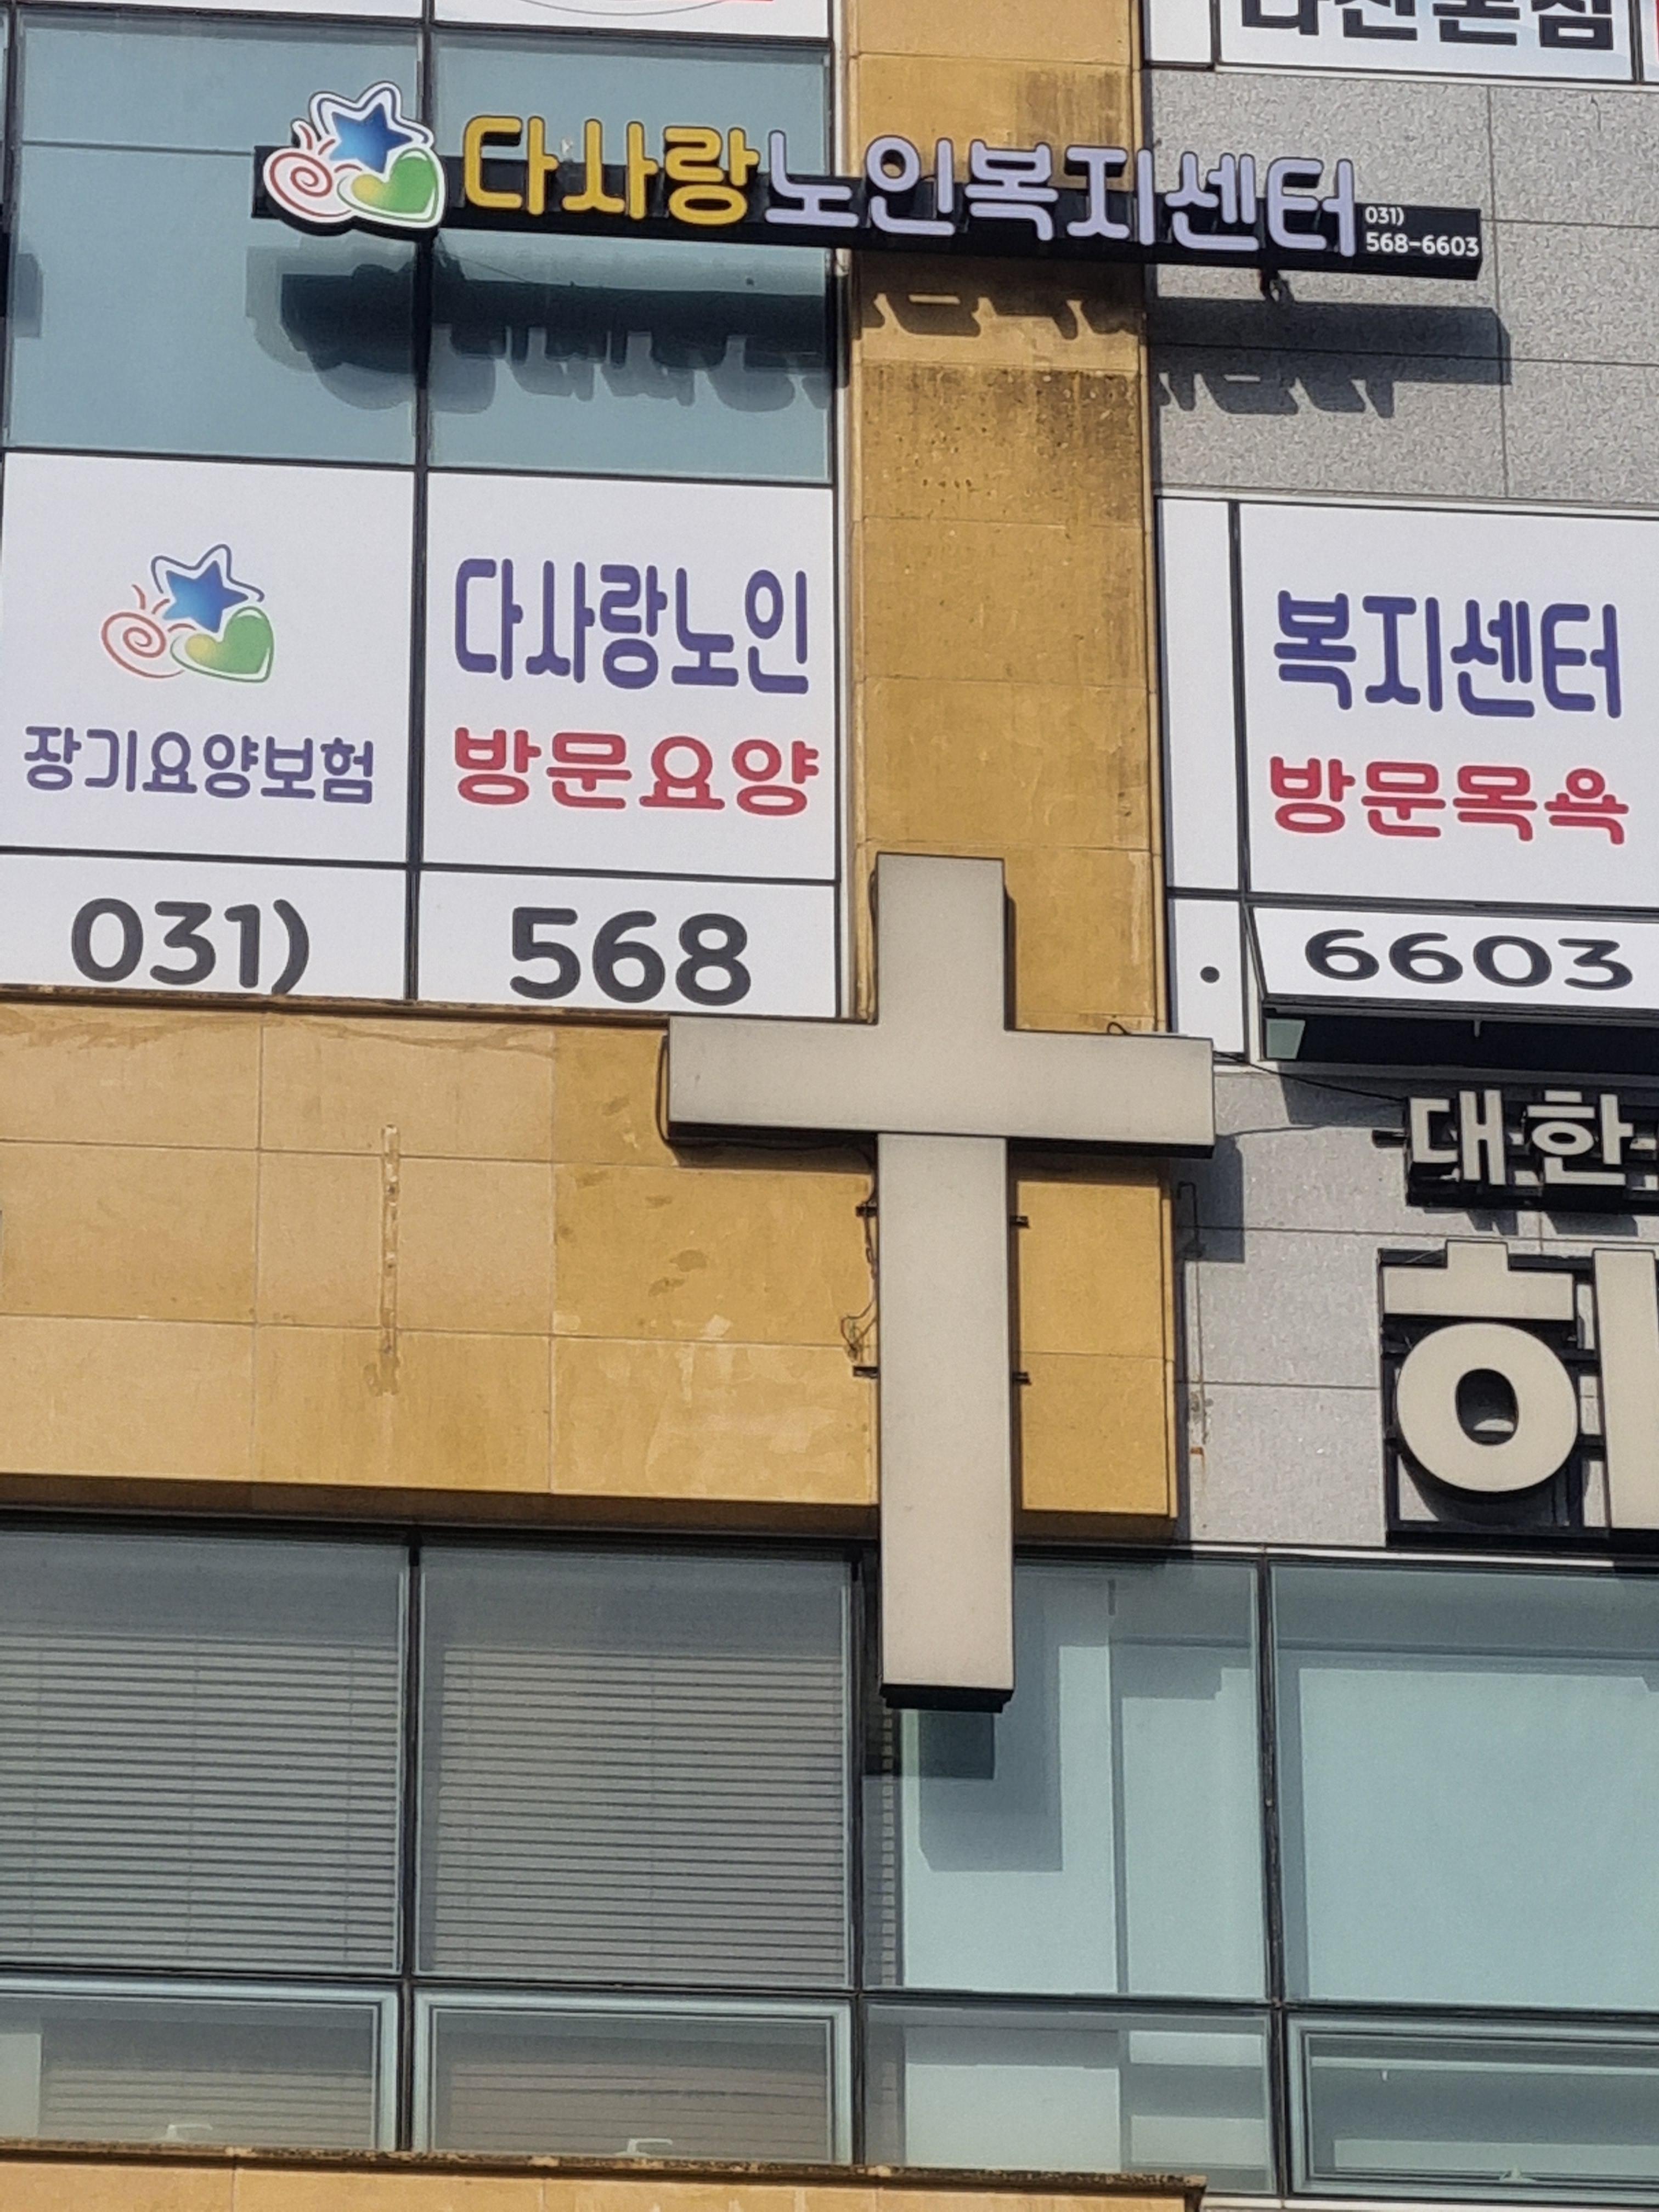 다사랑노인복지센터
031)
568-6603
다사랑노인 복지센터
장기요양보험 방문요양 방문목욕
031) 568 · 6603
대한